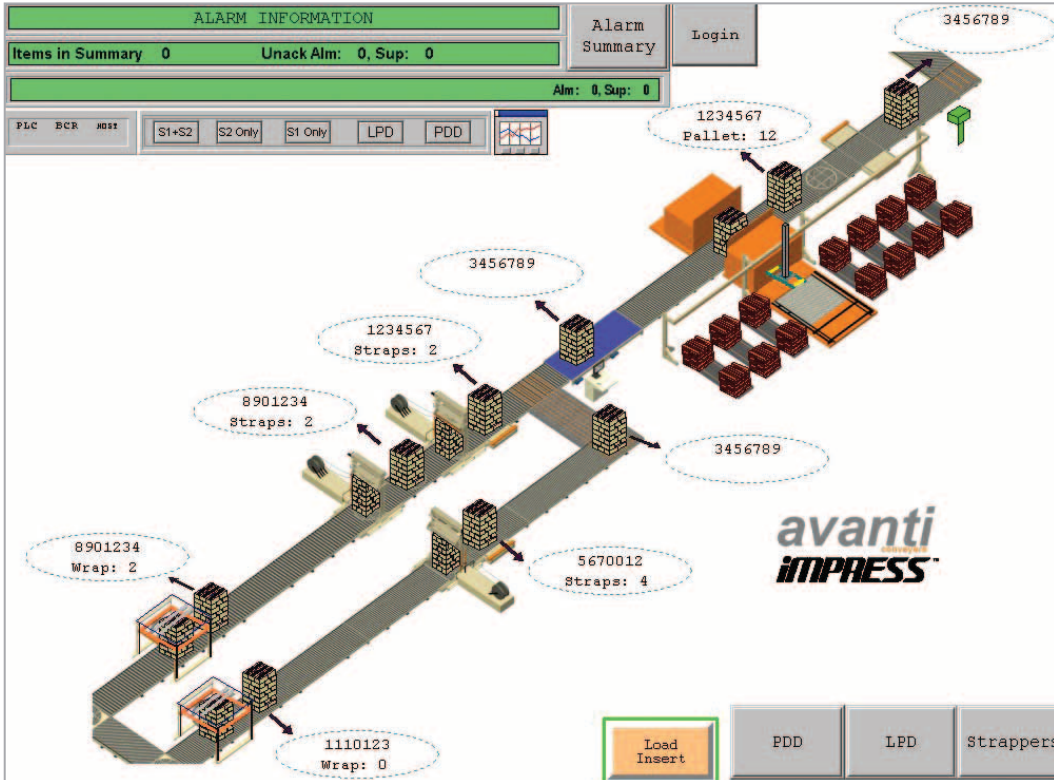 ALARM INFORMATION
Alarm
Summary
Login
3456789
Items in Summary 0 Unack Alm: 0, Sup: 0
Alm: 0, Sup: 0
PLC BCR HOST
S1+S2 S2 Only S1 Only LPD PDD
1234567
Pallet: 12
3456789
1234567
Straps: 2
8901234
Straps: 2
3456789
8901234
Wrap: 2
5670012
Straps: 4
avanti
conveyors
iMPRESS™
1110123
Wrap: 0
Load
Insert
PDD
LPD
Strappers